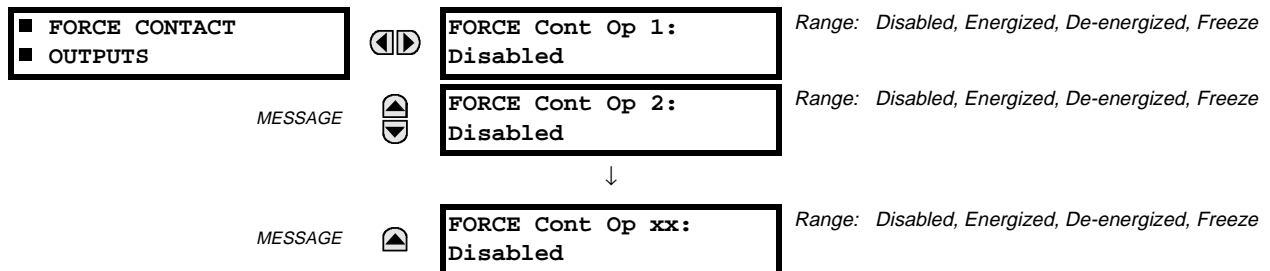 ■ FORCE CONTACT
■ OUTPUTS
FORCE Cont Op 1:
Disabled
Range: Disabled, Energized, De-energized, Freeze
MESSAGE
FORCE Cont Op 2:
Disabled
Range: Disabled, Energized, De-energized, Freeze
↓
MESSAGE
FORCE Cont Op xx:
Disabled
Range: Disabled, Energized, De-energized, Freeze